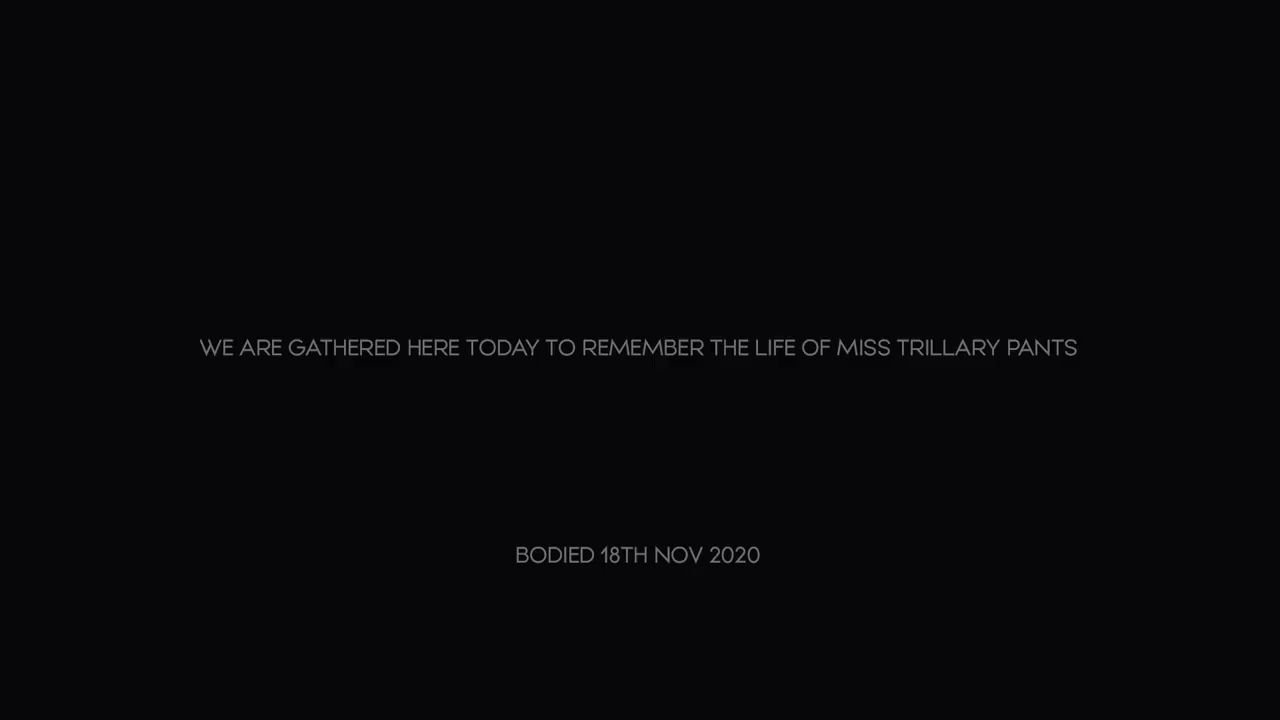 WE ARE GATHERED HERE TODAY TO REMEMBER THE LIFE OF MISS TRILLARY PANTS
BODIED 18TH NOV 2020